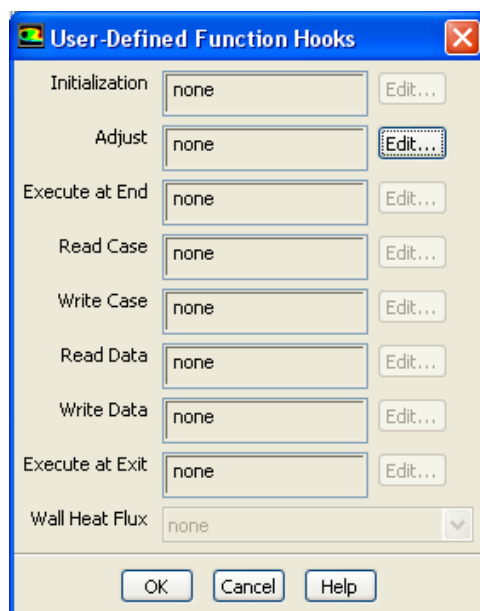 User-Defined Function Hooks
Initialization none Edit...
Adjust none Edit...
Execute at End none Edit...
Read Case none Edit...
Write Case none Edit...
Read Data none Edit...
Write Data none Edit...
Execute at Exit none Edit...
Wall Heat Flux none
OK Cancel Help